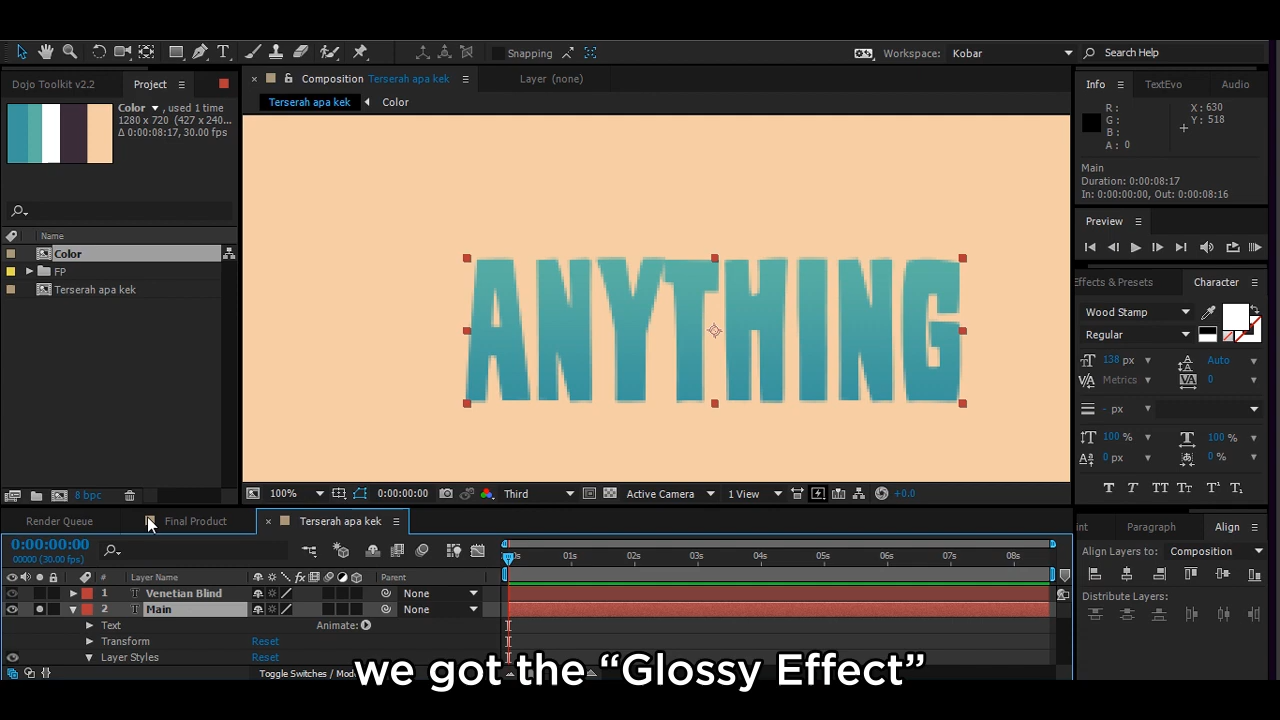 Snapping
Workspace: Kobar
Search Help
Dojo Toolkit v2.2
Project
Composition Terserah apa kek
Layer (none)
Info
TextEvo
Audio
Color
, used 1 time
1280 x 720 (427 x 240...
Δ 0:00:08:17, 30.00 fps)
Terserah apa kek
Color
R:
G:
B:
A: 0
X: 630
Y: 518
Main
Duration: 0:00:08:17
In: 0:00:00:00, Out: 0:00:08:16
Preview
Name
Color
FP
Terserah apa kek
ANYTHING
Effects & Presets
Character
Wood Stamp
Regular
138 px
Auto
Metrics
0
- px
100 %
100 %
0 px
0 %
T T TT Tr T¹ T₁
8 bpc
100%
0:00:00:00
Third
Active Camera
1 View
+0.0
Render Queue
Final Product
Terserah apa kek
int
Paragraph
Align
0:00:00:00
00000 (30.00 fps)
00s 01s 02s 03s 04s 05s 06s 07s 08s
Align Layers to: Composition
# Layer Name
Parent
Distribute Layers:
1 T Venetian Blind
None
2 T Main
None
Text
Animate:
Transform
Reset
Layer Styles
Reset
Toggle Switches / Mod
we got the “Glossy Effect”